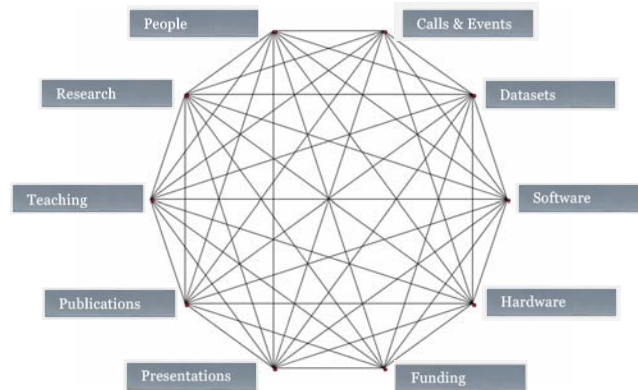 People
Calls & Events
Research
Datasets
Teaching
Software
Publications
Hardware
Presentations
Funding